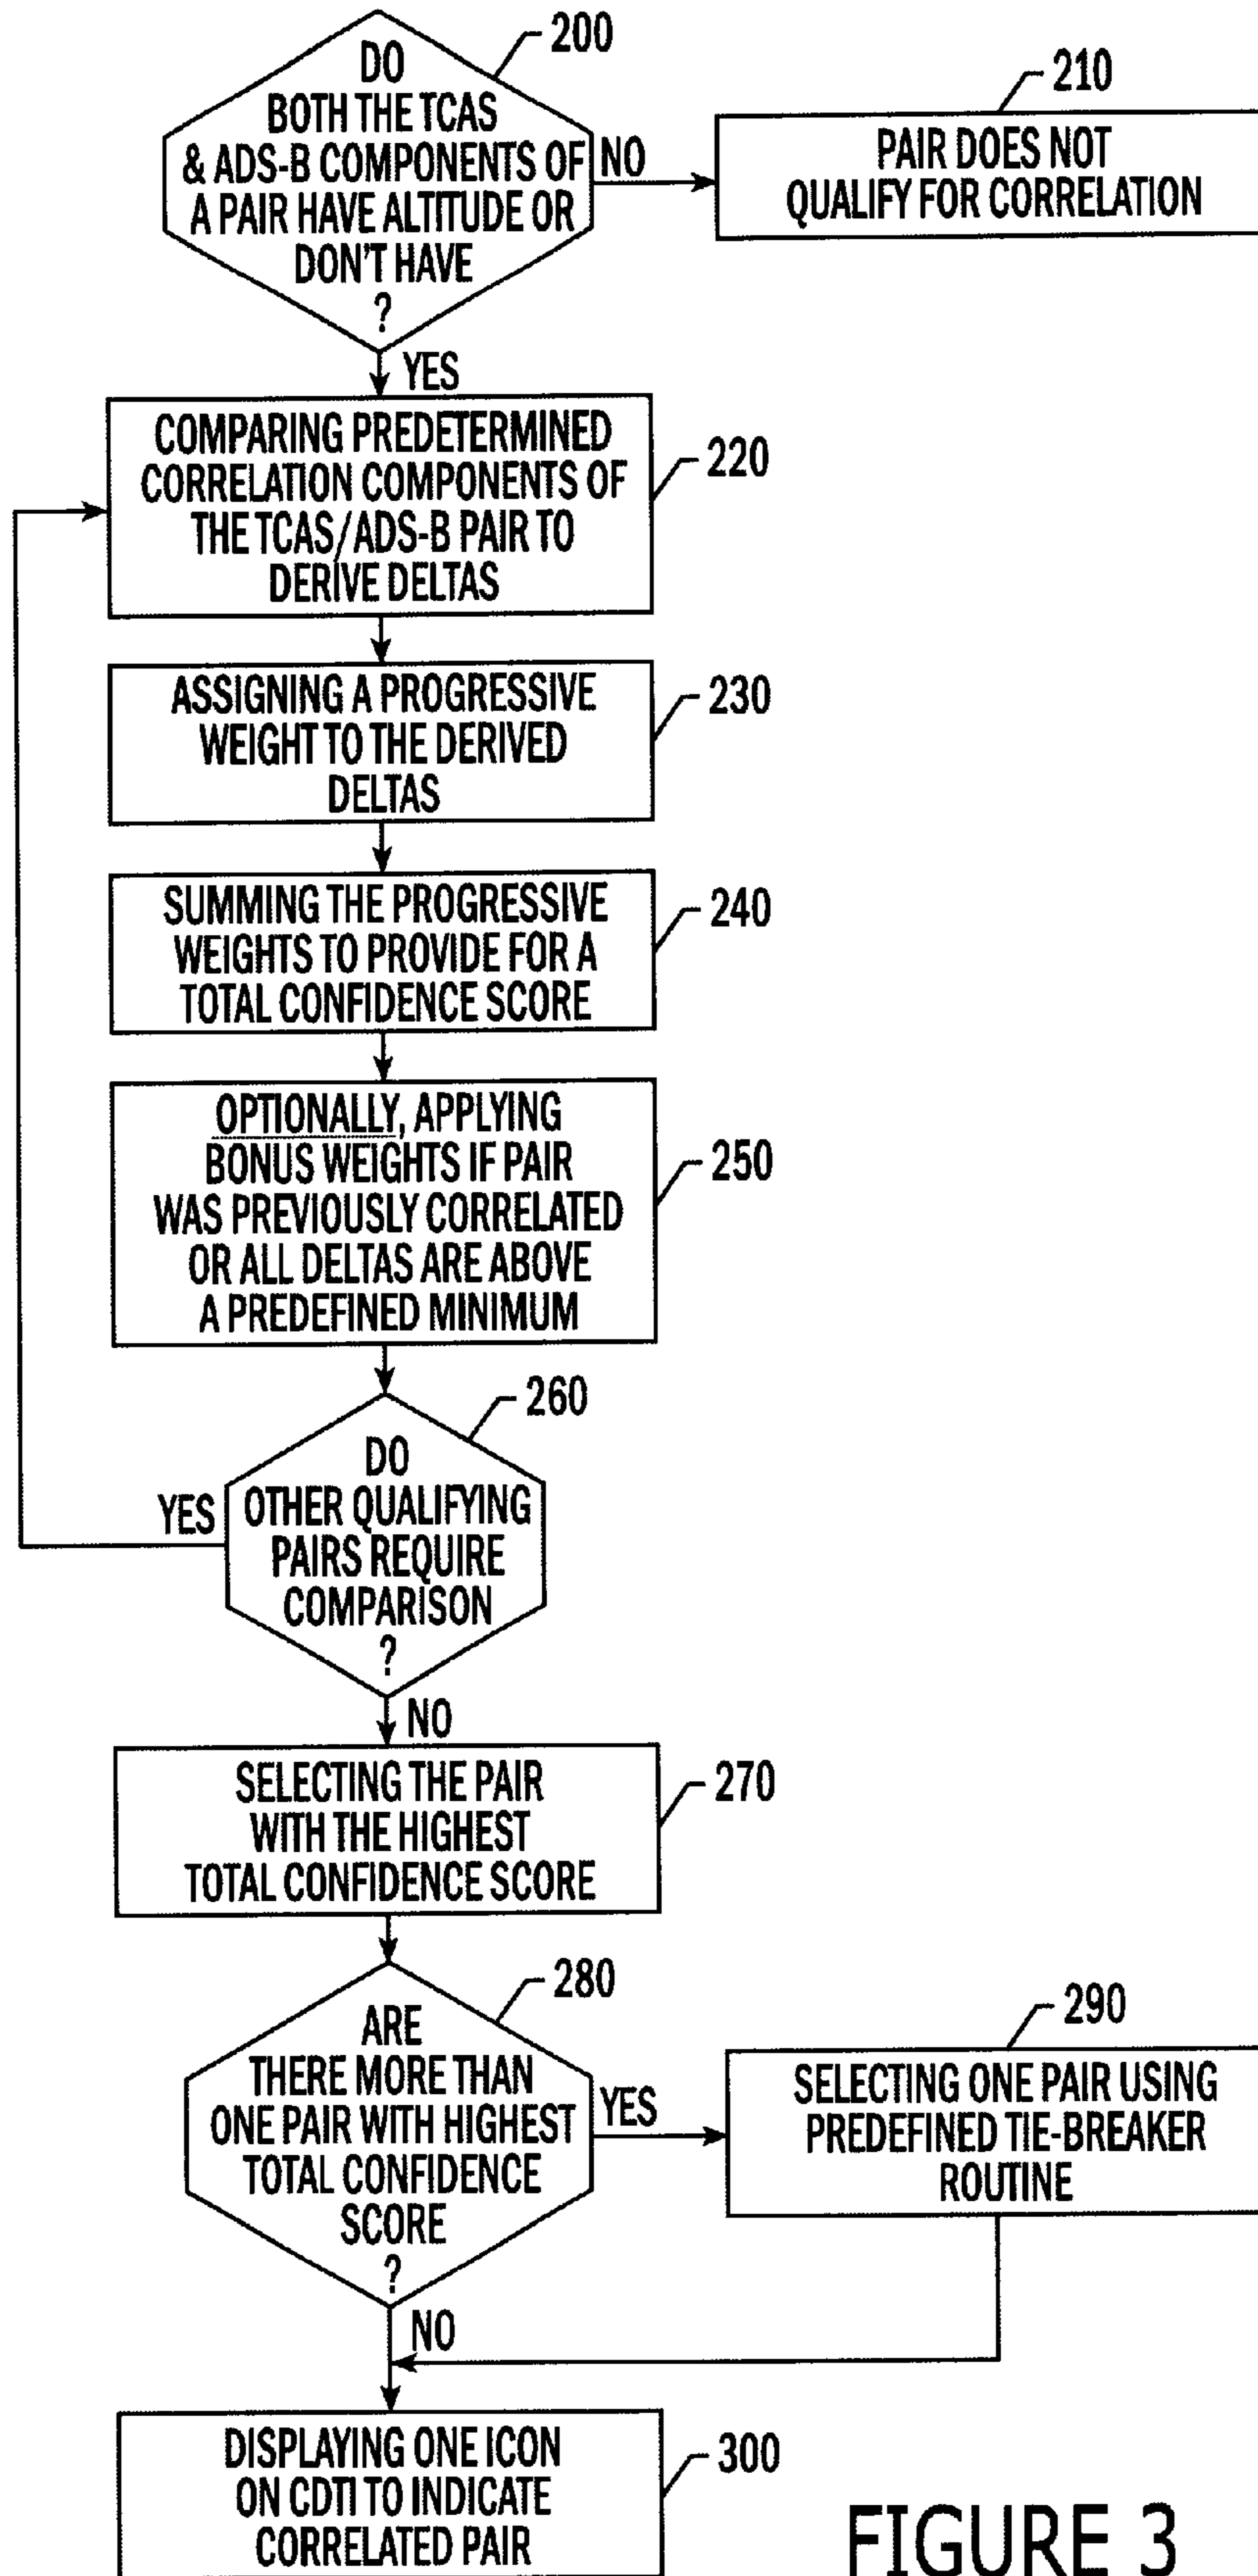 DO
BOTH THE TCAS
& ADS-B COMPONENTS OF
A PAIR HAVE ALTITUDE OR
DON'T HAVE
?
200
NO
210
PAIR DOES NOT
QUALIFY FOR CORRELATION
YES
COMPARING PREDETERMINED
CORRELATION COMPONENTS OF
THE TCAS/ADS-B PAIR TO
DERIVE DELTAS
220
ASSIGNING A PROGRESSIVE
WEIGHT TO THE DERIVED
DELTAS
230
SUMMING THE PROGRESSIVE
WEIGHTS TO PROVIDE FOR A
TOTAL CONFIDENCE SCORE
240
OPTIONALLY, APPLYING
BONUS WEIGHTS IF PAIR
WAS PREVIOUSLY CORRELATED
OR ALL DELTAS ARE ABOVE
A PREDEFINED MINIMUM
250
260
DO
OTHER QUALIFYING
PAIRS REQUIRE
COMPARISON
?
YES
NO
SELECTING THE PAIR
WITH THE HIGHEST
TOTAL CONFIDENCE SCORE
270
280
ARE
THERE MORE THAN
ONE PAIR WITH HIGHEST
TOTAL CONFIDENCE
SCORE
?
YES
290
SELECTING ONE PAIR USING
PREDEFINED TIE-BREAKER
ROUTINE
NO
DISPLAYING ONE ICON
ON CDTI TO INDICATE
CORRELATED PAIR
300
FIGURE 3